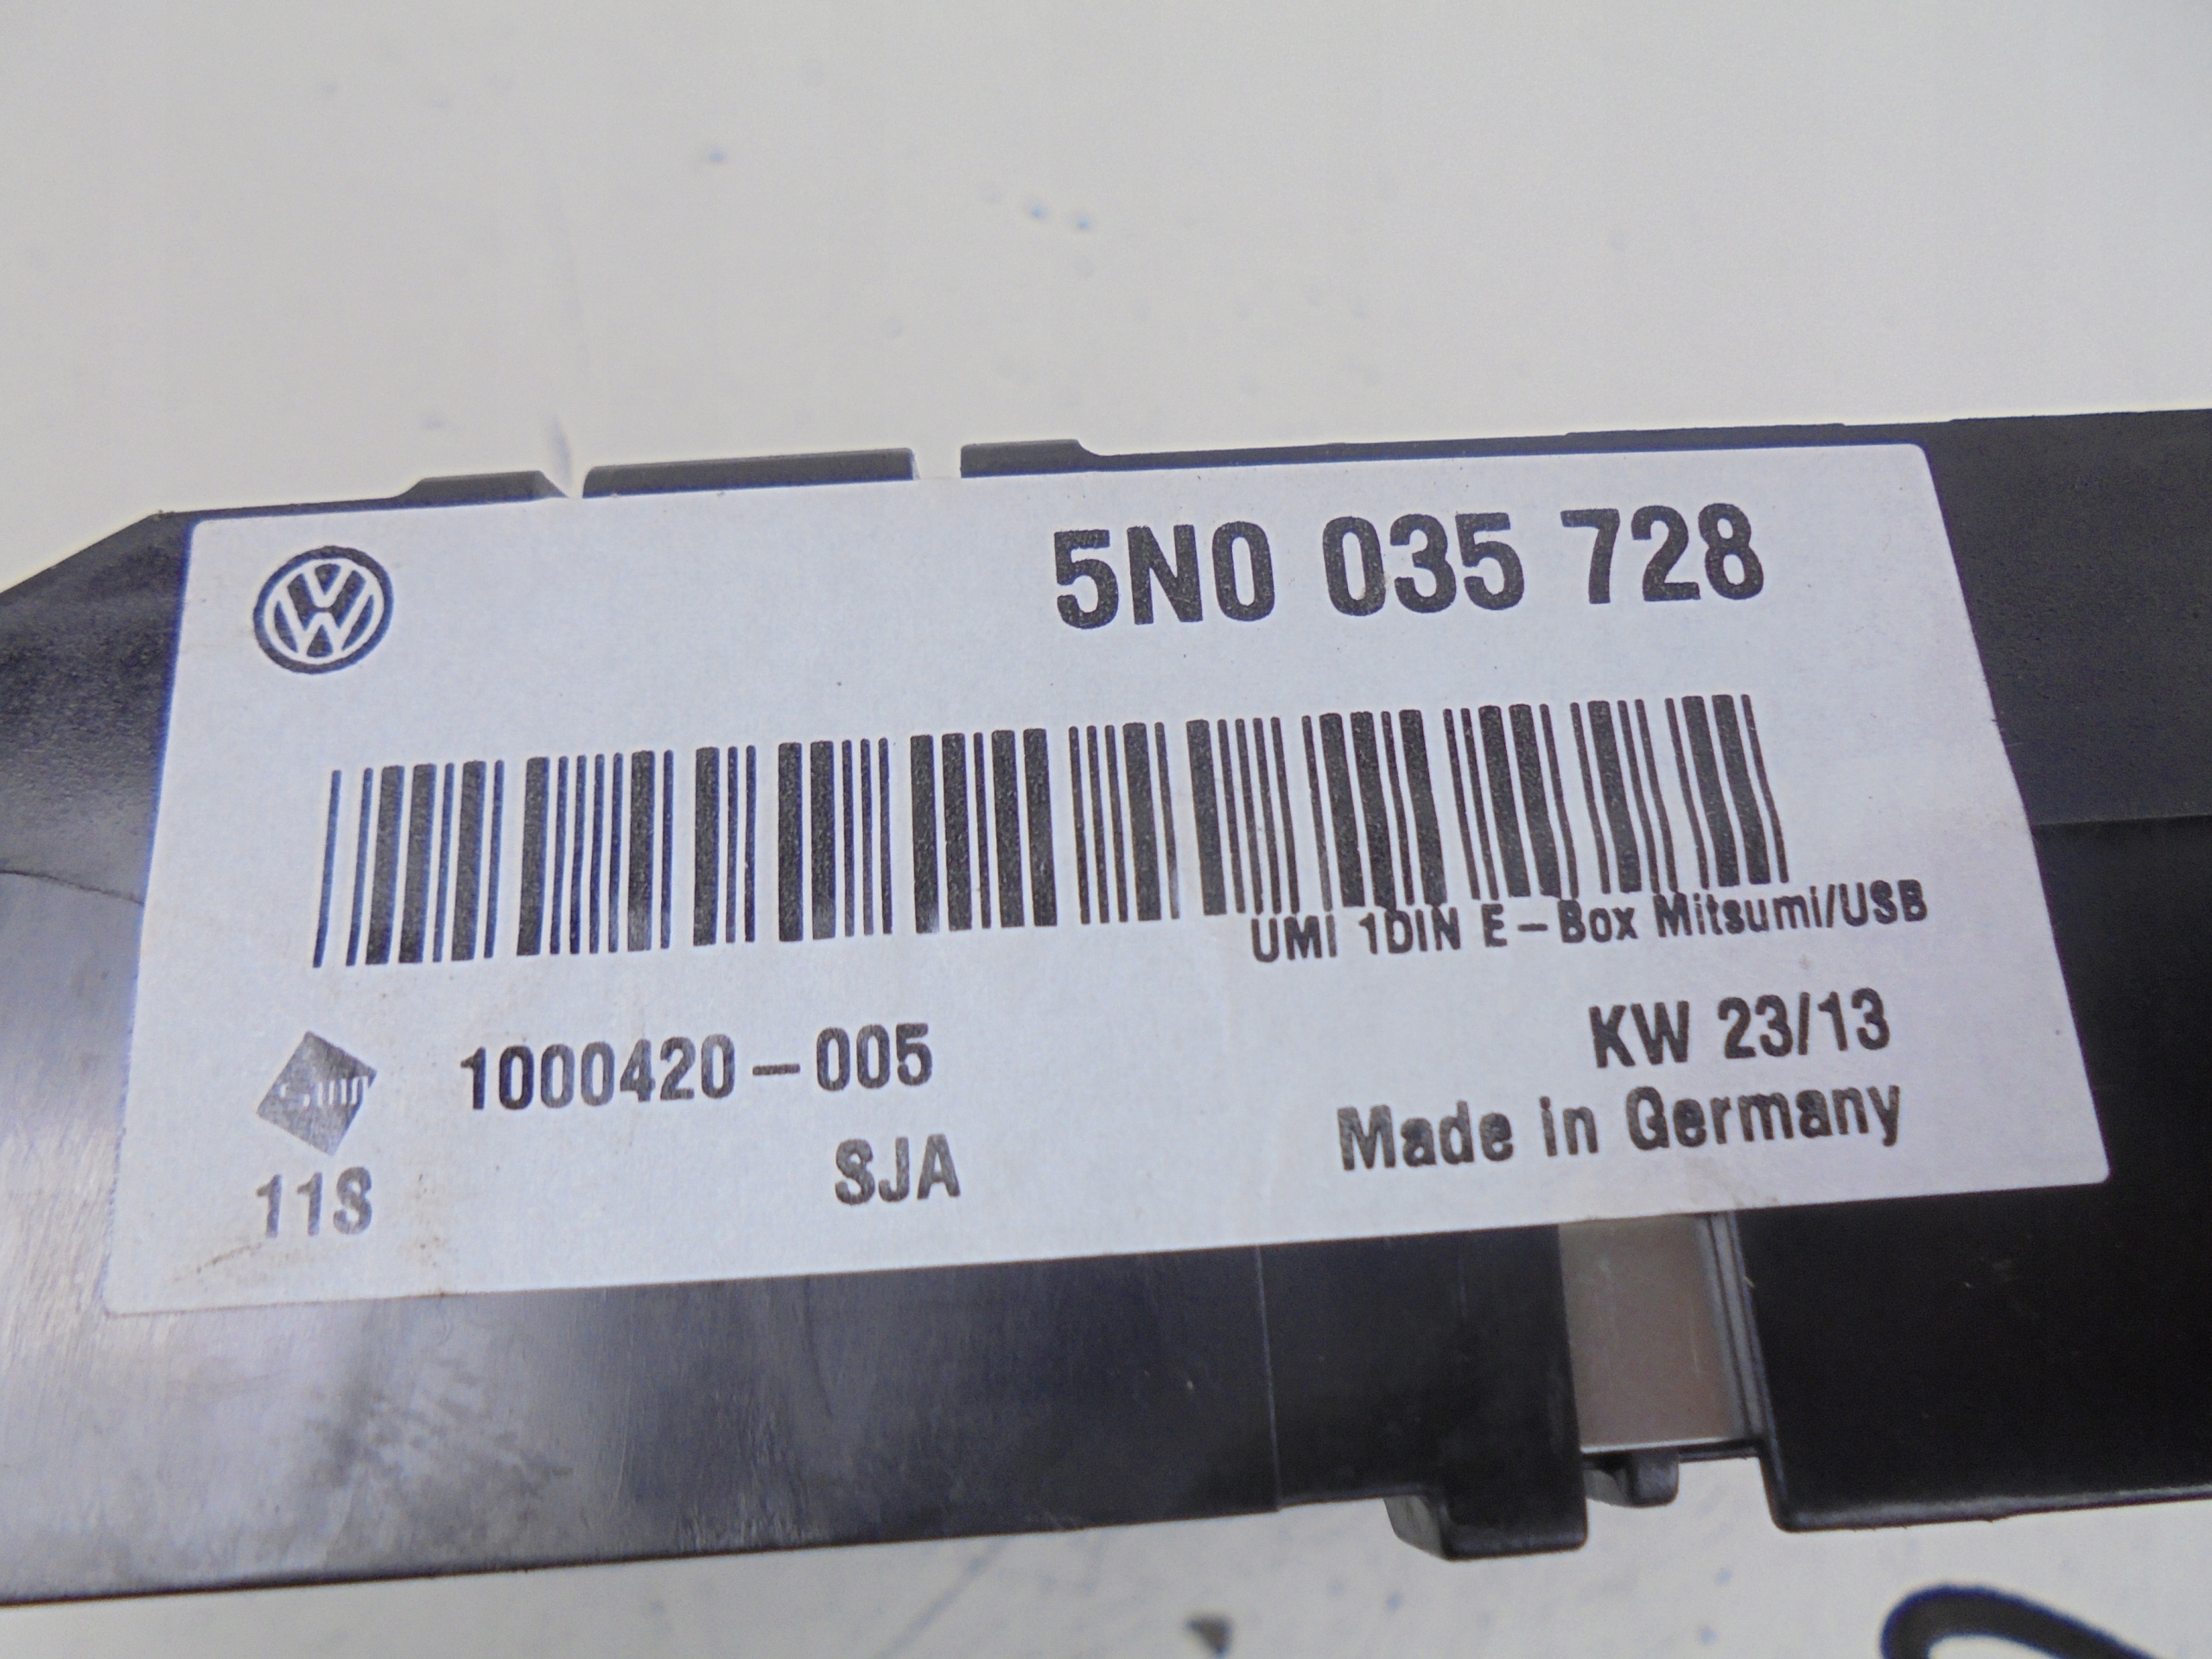 5N0 035 728
UMI 1DIN E-Box Mitsumi/USB
1000420-005
KW 23/13
SJA
Made in Germany
11S